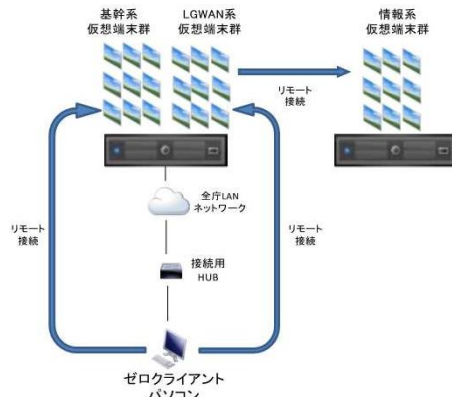 基幹系
仮想端末群
LGWAN系
仮想端末群
情報系
仮想端末群
リモート
接続
全庁LAN
ネットワーク
リモート
接続
リモート
接続
接続用
HUB
ゼロクライアント
パソコン